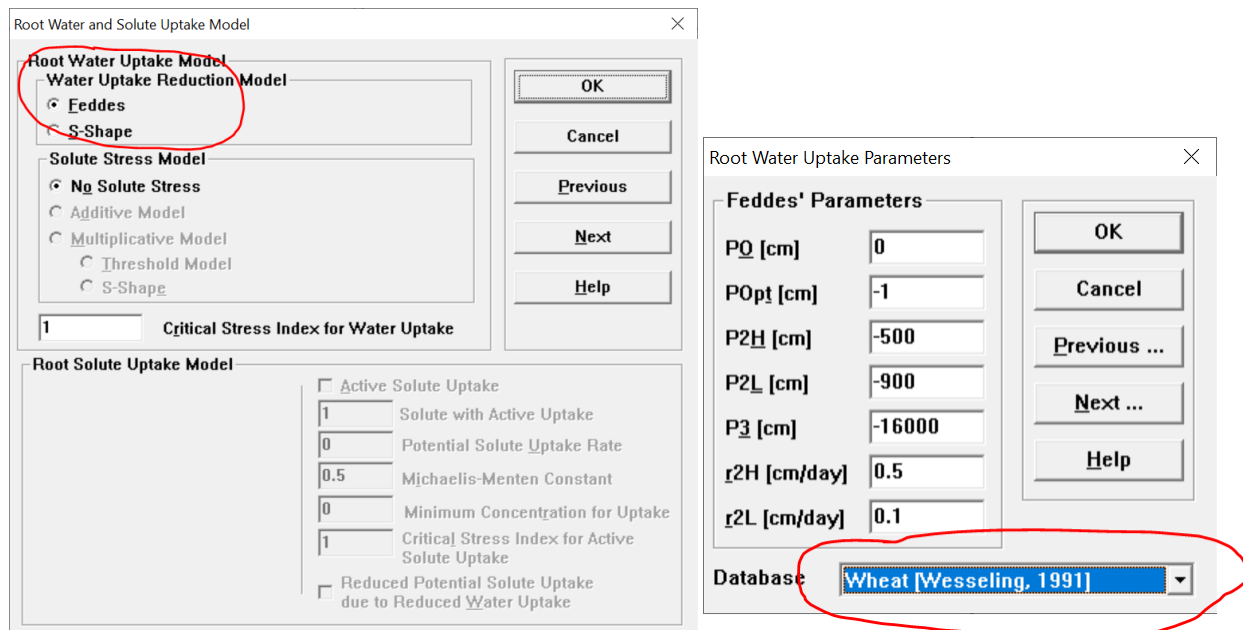 Root Water and Solute Uptake Model
Root Water Uptake Model
Water Uptake Reduction Model
Feddes
S-Shape
Solute Stress Model
No Solute Stress
Additive Model
Multiplicative Model
Threshold Model
S-Shape
1 Critical Stress Index for Water Uptake
OK
Cancel
Previous
Next
Help
Root Solute Uptake Model
Active Solute Uptake
1 Solute with Active Uptake
0 Potential Solute Uptake Rate
0.5 Michaelis-Menten Constant
0 Minimum Concentration for Uptake
1 Critical Stress Index for Active
Solute Uptake
Reduced Potential Solute Uptake
due to Reduced Water Uptake
Root Water Uptake Parameters
Feddes' Parameters
PO [cm] 0
POpt [cm] -1
P2H [cm] -500
P2L [cm] -900
P3 [cm] -16000
r2H [cm/day] 0.5
r2L [cm/day] 0.1
OK
Cancel
Previous ...
Next ...
Help
Database Wheat [Wesseling, 1991]